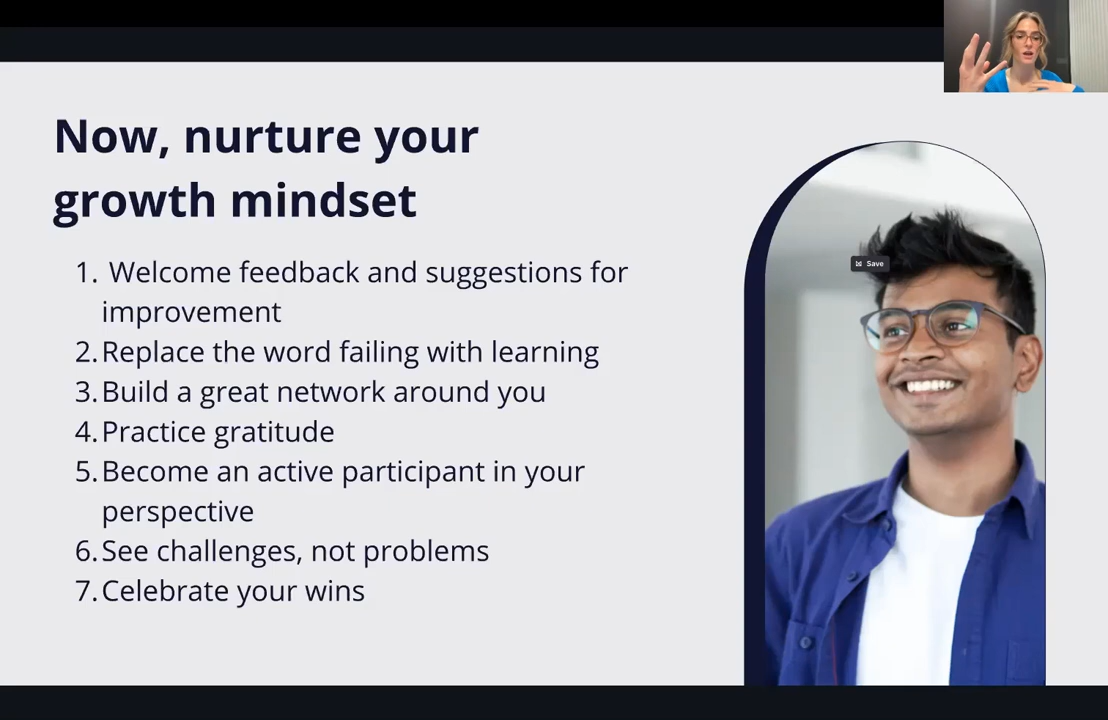 Now, nurture your
growth mindset
1. Welcome feedback and suggestions for
improvement
2. Replace the word failing with learning
3. Build a great network around you
4. Practice gratitude
5. Become an active participant in your
perspective
6. See challenges, not problems
7. Celebrate your wins
Save